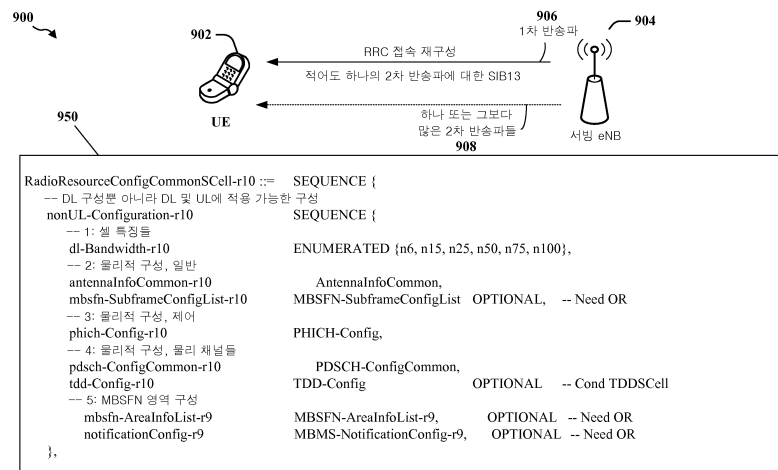 900
902
906
904
1차 반송파
RRC 접속 재구성
적어도 하나의 2차 반송파에 대한 SIB13
UE
하나 또는 그보다
많은 2차 반송파들
908
서빙 eNB
950
RadioResourceConfigCommonSCell-r10 ::= SEQUENCE {
-- DL 구성뿐 아니라 DL 및 UL에 적용 가능한 구성
nonUL-Configuration-r10 SEQUENCE {
-- 1: 셀 특징들
dl-Bandwidth-r10 ENUMERATED {n6, n15, n25, n50, n75, n100},
-- 2: 물리적 구성, 일반
antennaInfoCommon-r10 AntennaInfoCommon,
mbsfn-SubframeConfigList-r10 MBSFN-SubframeConfigList OPTIONAL, -- Need OR
-- 3: 물리적 구성, 제어
phich-Config-r10 PHICH-Config,
-- 4: 물리적 구성, 물리 채널들
pdsch-ConfigCommon-r10 PDSCH-ConfigCommon,
tdd-Config-r10 TDD-Config OPTIONAL -- Cond TDDSCell
-- 5: MBSFN 영역 구성
mbsfn-AreaInfoList-r9 MBSFN-AreaInfoList-r9, OPTIONAL -- Need OR
notificationConfig-r9 MBMS-NotificationConfig-r9, OPTIONAL -- Need OR
},